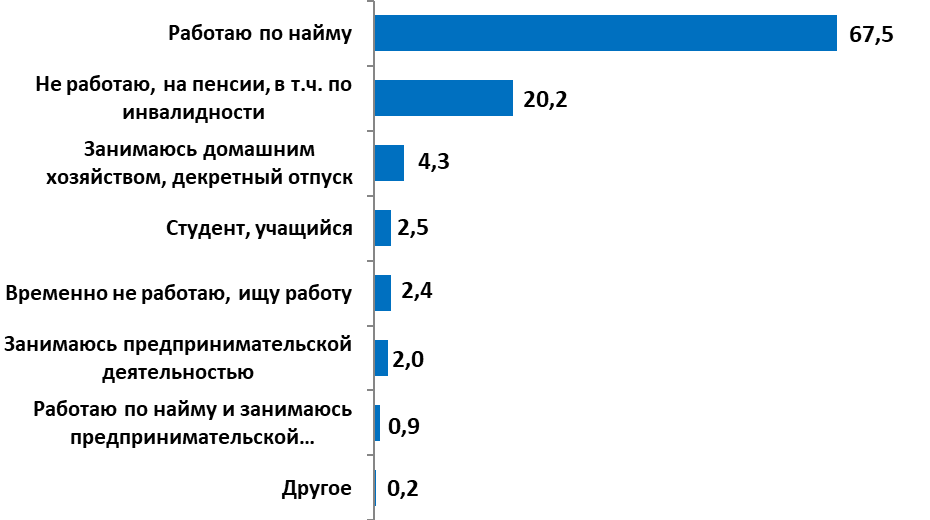 Работаю по найму
67,5
Не работаю, на пенсии, в т.ч. по
инвалидности
20,2
Занимаюсь домашним
хозяйством, декретный отпуск
4,3
Студент, учащийся
2,5
Временно не работаю, ищу работу
2,4
Занимаюсь предпринимательской
деятельностью
2,0
Работаю по найму и занимаюсь
предпринимательской…
0,9
Другое
0,2